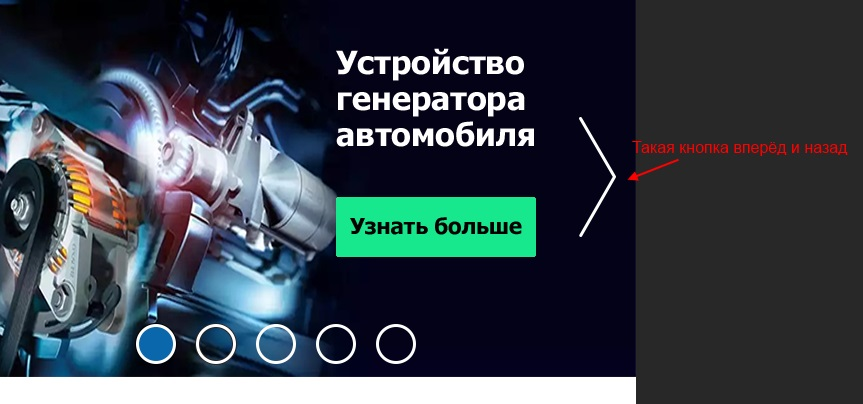 Устройство
генератора
автомобиля
Такая кнопка вперёд и назад
Узнать больше